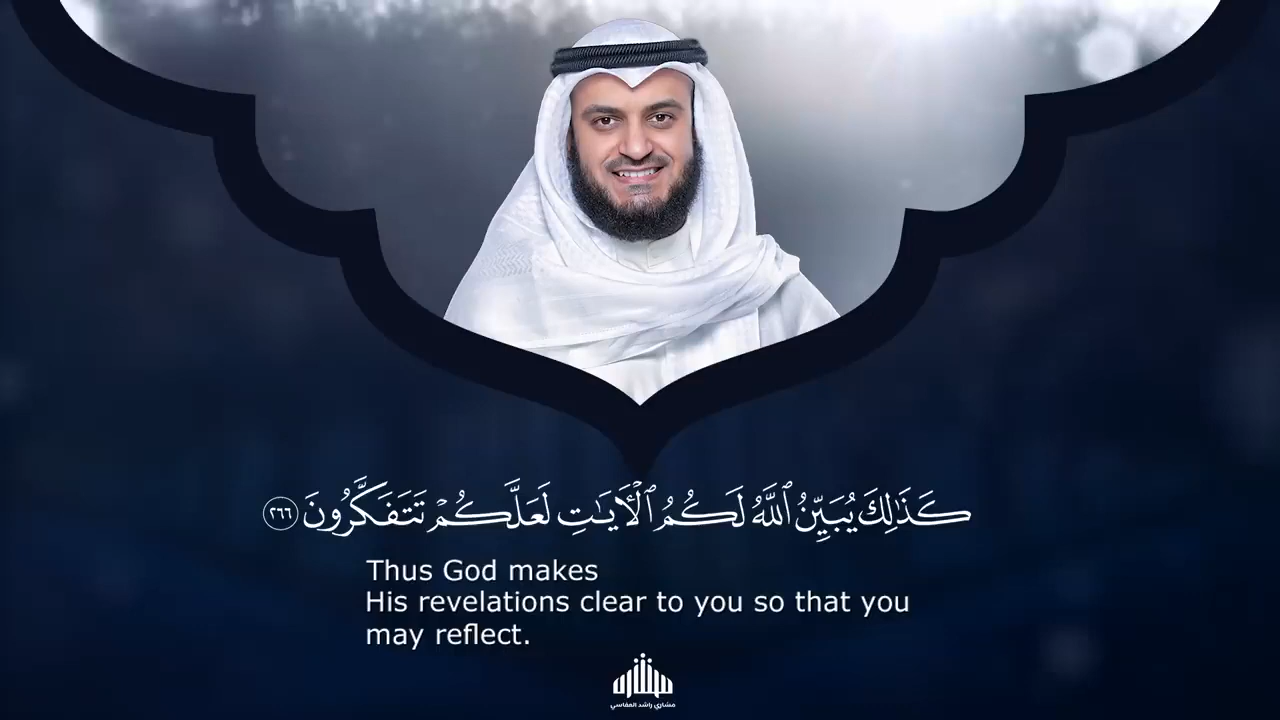 كَذَٰلِكَ يُبَيِّنُ ٱللَّهُ لَكُمُ ٱلْأٓيَٰتِ لَعَلَّكُمْ تَتَفَكَّرُونَ ٢٦٦
Thus God makes
His revelations clear to you so that you
may reflect.
مشاري
مشاري راشد العفاسي